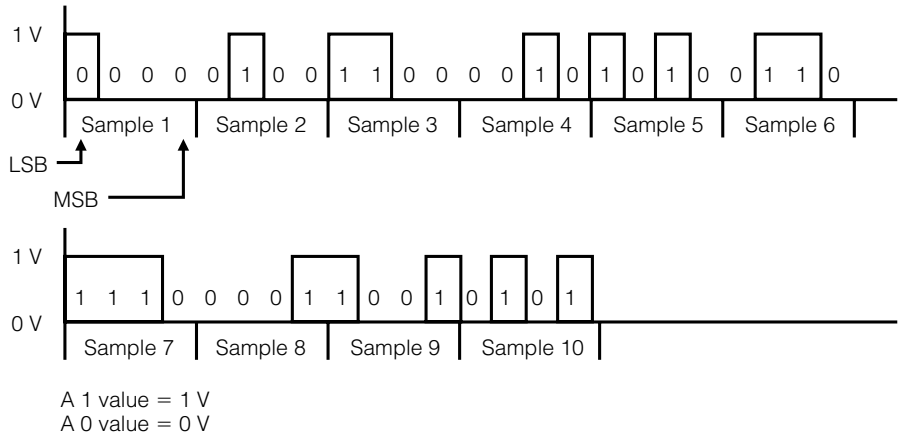 1 V
0 0 0 0 0 1 0 0 1 1 0 0 0 0 1 0 1 0 1 0 0 1 1 0
0 V
Sample 1 Sample 2 Sample 3 Sample 4 Sample 5 Sample 6
LSB
MSB
1 V
1 1 1 0 0 0 0 1 1 0 0 1 0 1 0 1
0 V
Sample 7 Sample 8 Sample 9 Sample 10
A 1 value = 1 V
A 0 value = 0 V